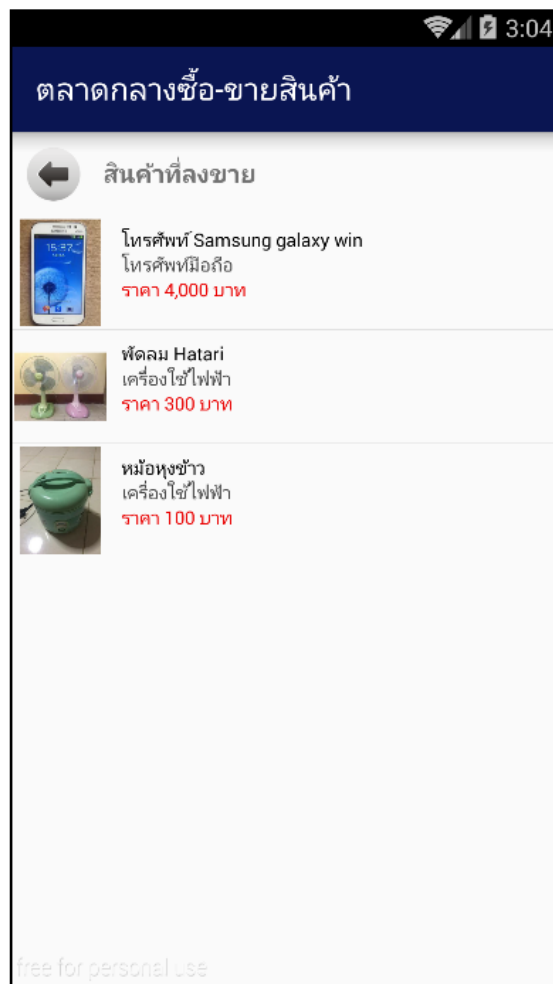 3:04
ตลาดกลางซื้อ-ขายสินค้า
สินค้าที่ลงขาย
15:37
โทรศัพท์ Samsung galaxy win
โทรศัพท์มือถือ
ราคา 4,000 บาท
พัดลม Hatari
เครื่องใช้ไฟฟ้า
ราคา 300 บาท
หม้อหุงข้าว
เครื่องใช้ไฟฟ้า
ราคา 100 บาท
free for personal use